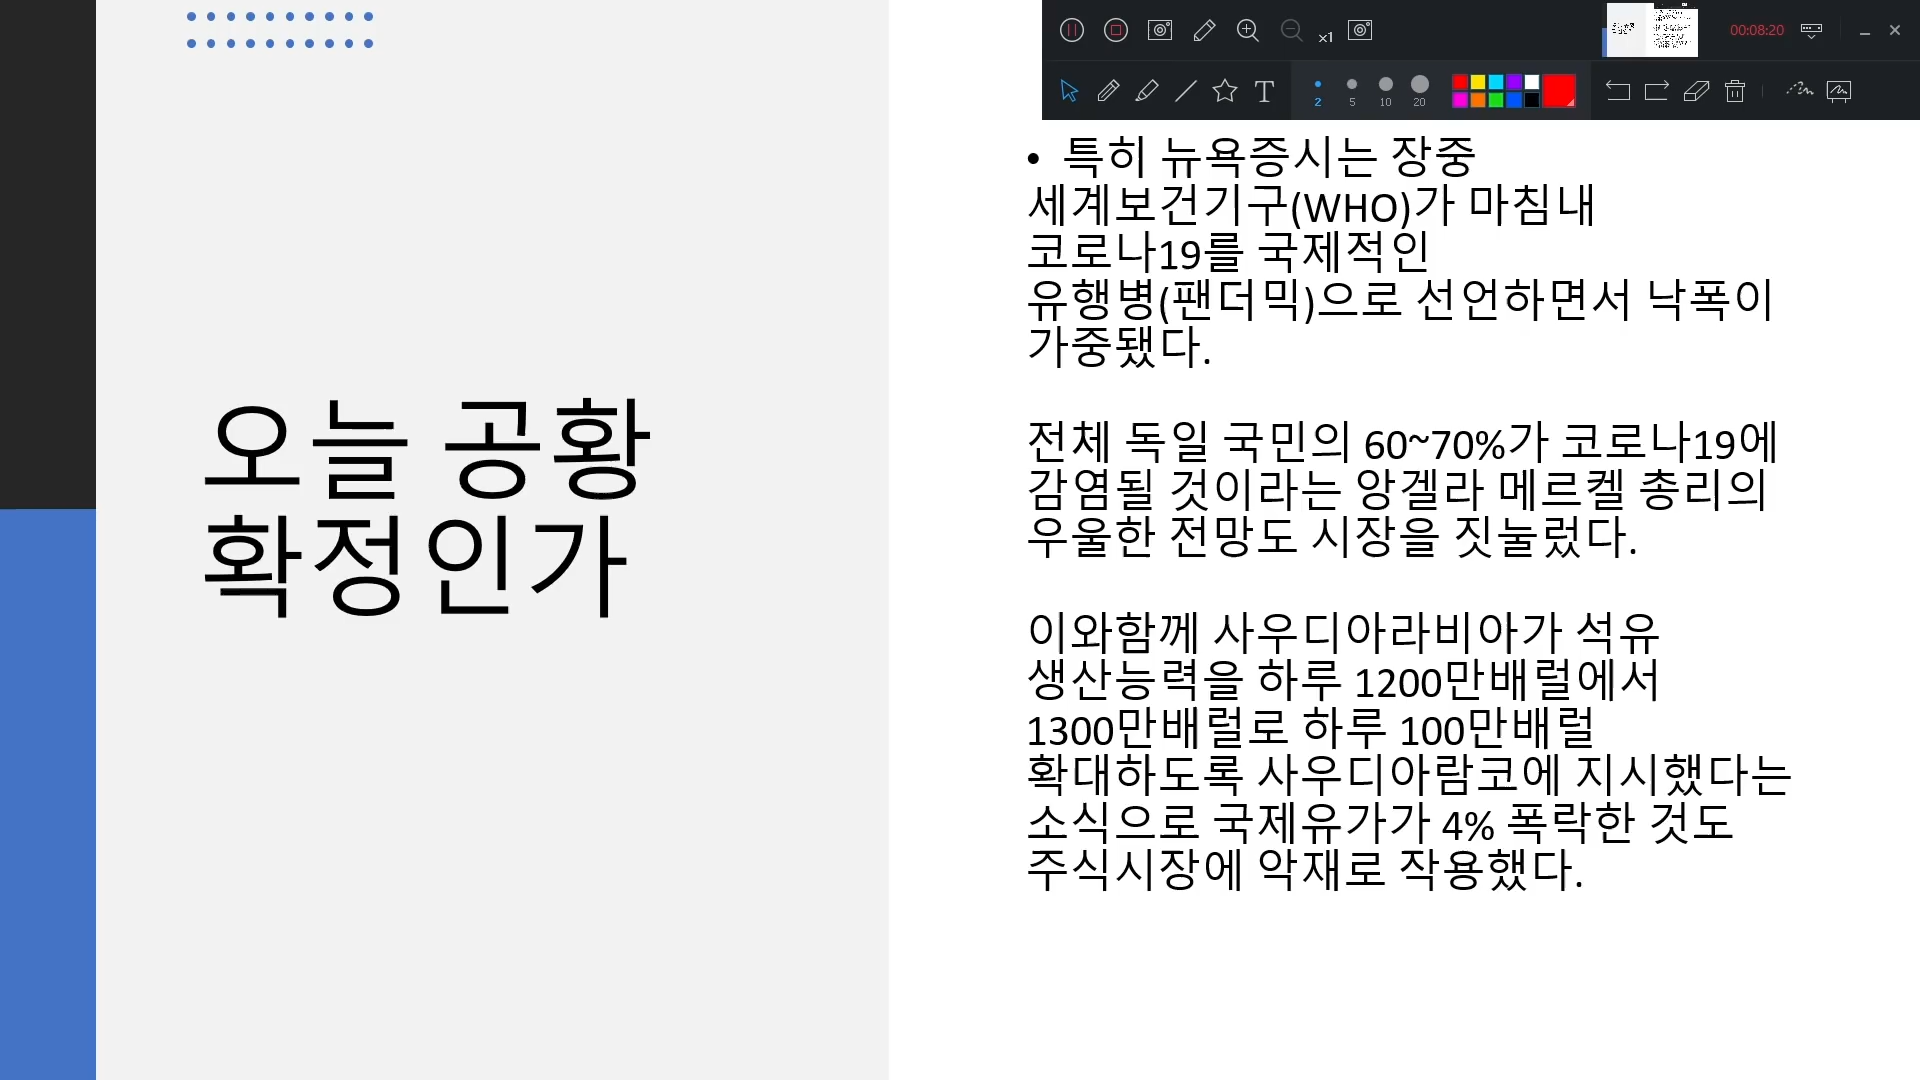 오늘 공황
확정인가
x1
00:08:20
T
2 5 10 20
• 특히 뉴욕증시는 장중
세계보건기구(WHO)가 마침내
코로나19를 국제적인
유행병(팬더믹)으로 선언하면서 낙폭이
가중됐다.
전체 독일 국민의 60~70%가 코로나19에
감염될 것이라는 앙겔라 메르켈 총리의
우울한 전망도 시장을 짓눌렀다.
이와함께 사우디아라비아가 석유
생산능력을 하루 1200만배럴에서
1300만배럴로 하루 100만배럴
확대하도록 사우디아람코에 지시했다는
소식으로 국제유가가 4% 폭락한 것도
주식시장에 악재로 작용했다.